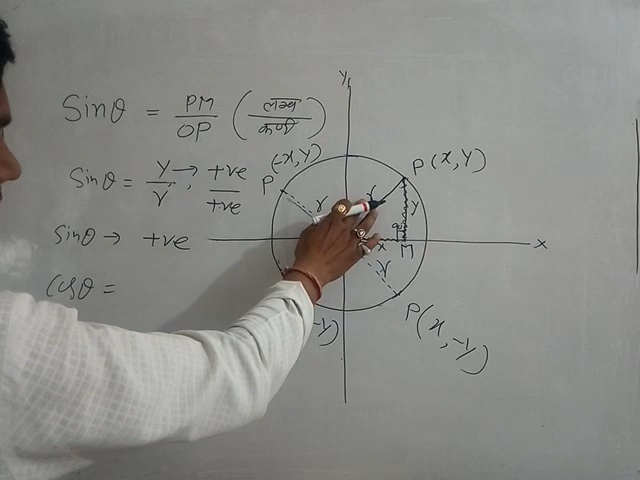 Sinθ = PM/OP (लम्ब/कर्ण)
Sinθ = y/r → +ve/+ve
Sinθ → +ve
Cosθ =
Y
(-x, y)
P
P (x, y)
r
r
y
x
M
x
r
P(x, -y)
-y)